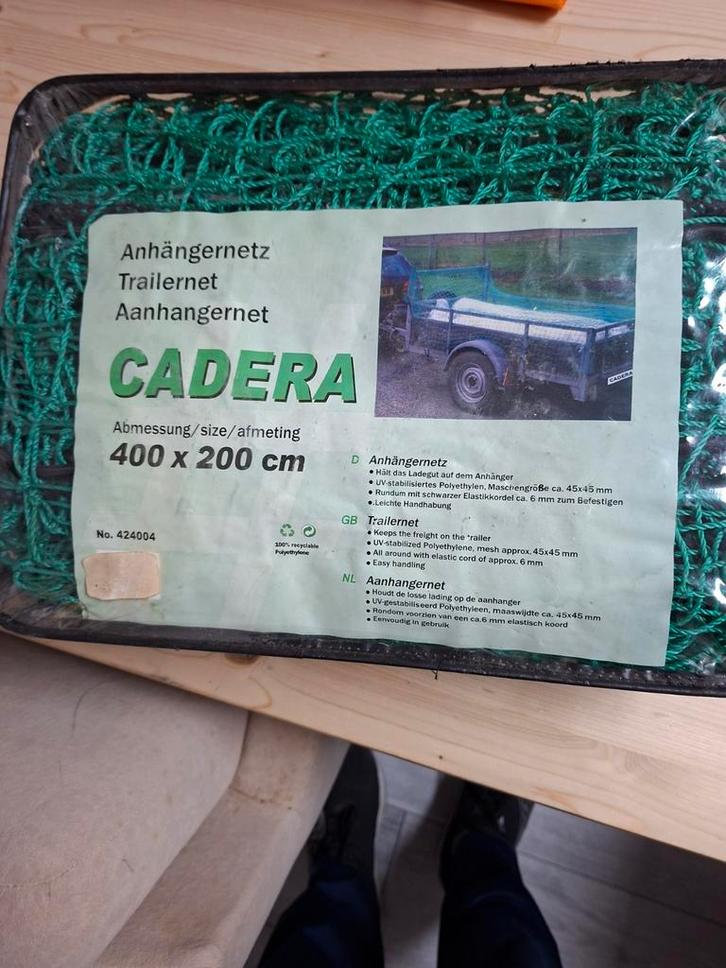 Anhängernetz
Trailernet
Aanhangernet
CADERA
Abmessung/size/afmeting
400 x 200 cm
No. 424004
100% recyclable
Polyethylene
CADERA
D Anhängernetz
• Hält das Ladegut auf dem Anhänger
• UV-stabilisiertes Polyethylen, Maschengröße ca. 45x45 mm
• Rundum mit schwarzer Elastikkordel ca. 6 mm zum Befestigen
• Leichte Handhabung
GB Trailernet
• Keeps the freight on the trailer
• UV-stabilized Polyethylene, mesh approx. 45x45 mm
• All around with elastic cord of approx. 6 mm
• Easy handling
NL Aanhangernet
• Houdt de losse lading op de aanhanger
• UV-gestabiliseerd Polyethyleen, maaswijdte ca. 45x45 mm
• Rondom voorzien van een ca.6 mm elastisch koord
• Eenvoudig in gebruik